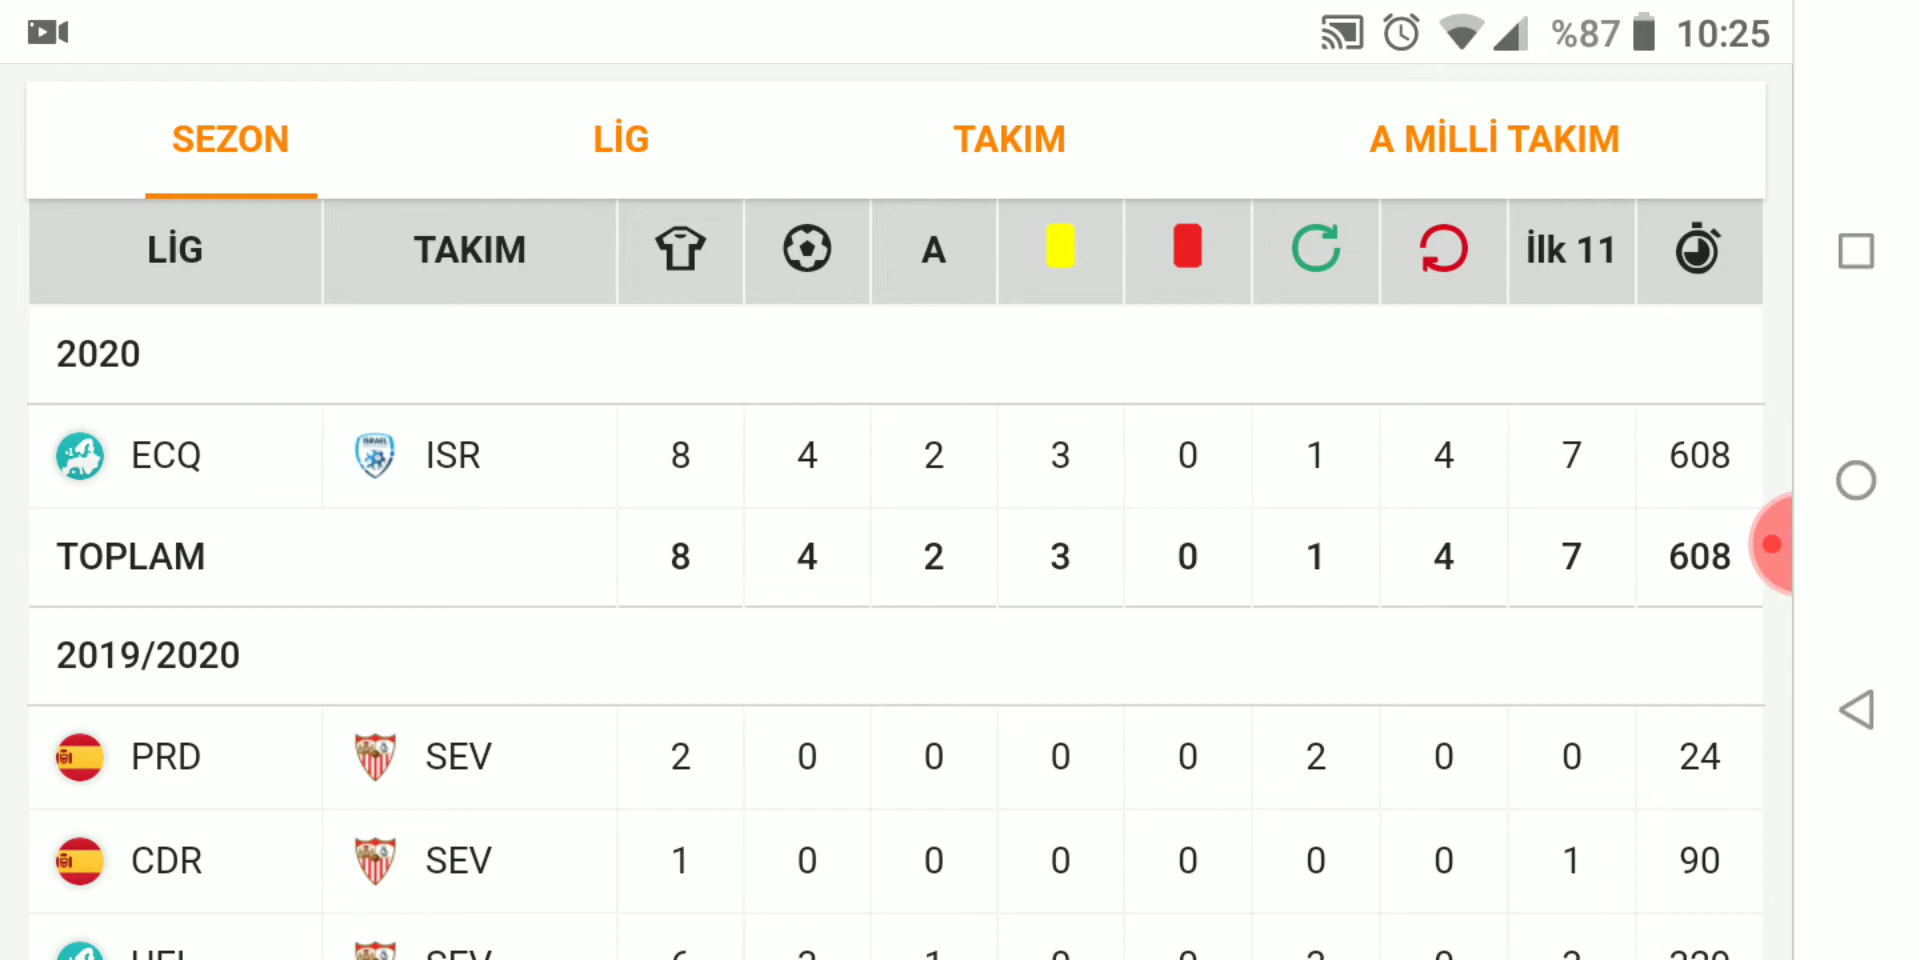 %87 10:25
SEZON LİG TAKIM A MİLLİ TAKIM
LİG TAKIM A İlk 11
2020
ECQ ISR 8 4 2 3 0 1 4 7 608
TOPLAM 8 4 2 3 0 1 4 7 608
2019/2020
PRD SEV 2 0 0 0 0 2 0 0 24
CDR SEV 1 0 0 0 0 0 0 1 90
SEV